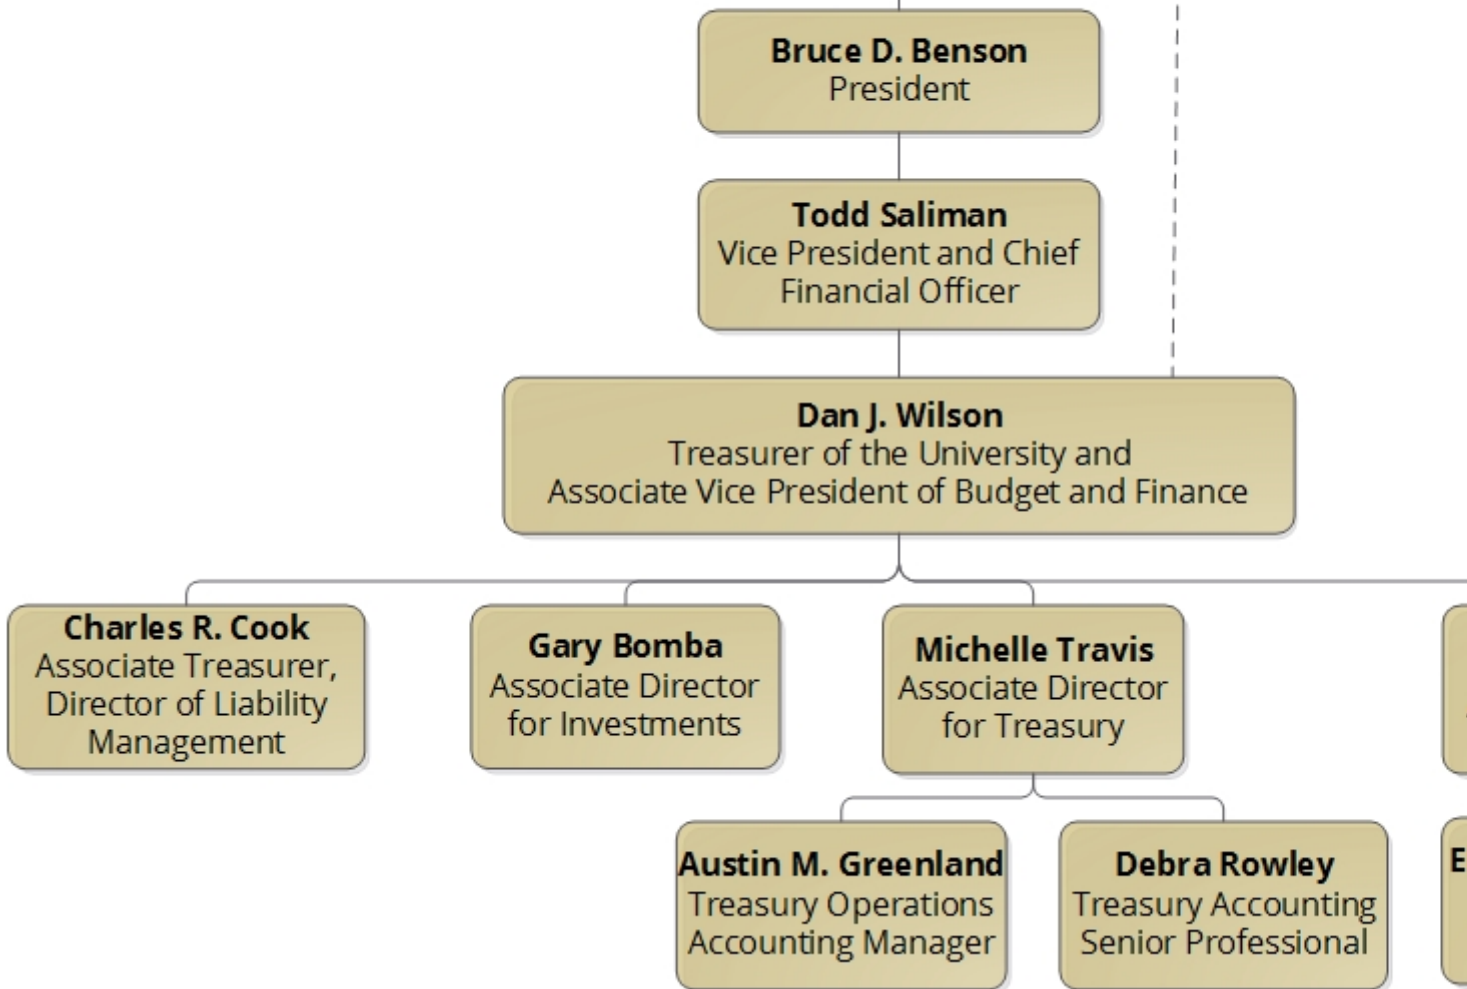 Bruce D. Benson
President
Todd Saliman
Vice President and Chief
Financial Officer
Dan J. Wilson
Treasurer of the University and
Associate Vice President of Budget and Finance
Charles R. Cook
Associate Treasurer,
Director of Liability
Management
Gary Bomba
Associate Director
for Investments
Michelle Travis
Associate Director
for Treasury
Austin M. Greenland
Treasury Operations
Accounting Manager
Debra Rowley
Treasury Accounting
Senior Professional